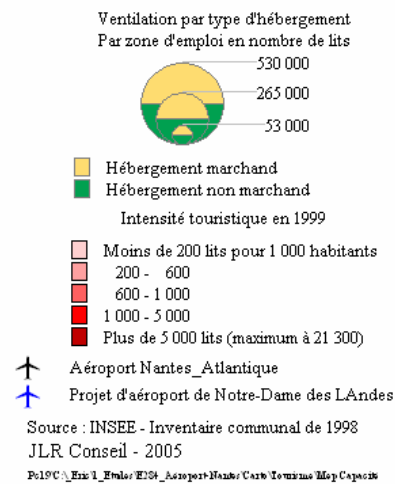 Ventilation par type d'hébergement
Par zone d'emploi en nombre de lits
530 000
265 000
53 000
Hébergement marchand
Hébergement non marchand
Intensité touristique en 1999
Moins de 200 lits pour 1 000 habitants
200 - 600
600 - 1 000
1 000 - 5 000
Plus de 5 000 lits (maximum à 21 300)
Aéroport Nantes_Atlantique
Projet d'aéroport de Notre-Dame des LAndes
Source : INSEE - Inventaire communal de 1998
JLR Conseil - 2005